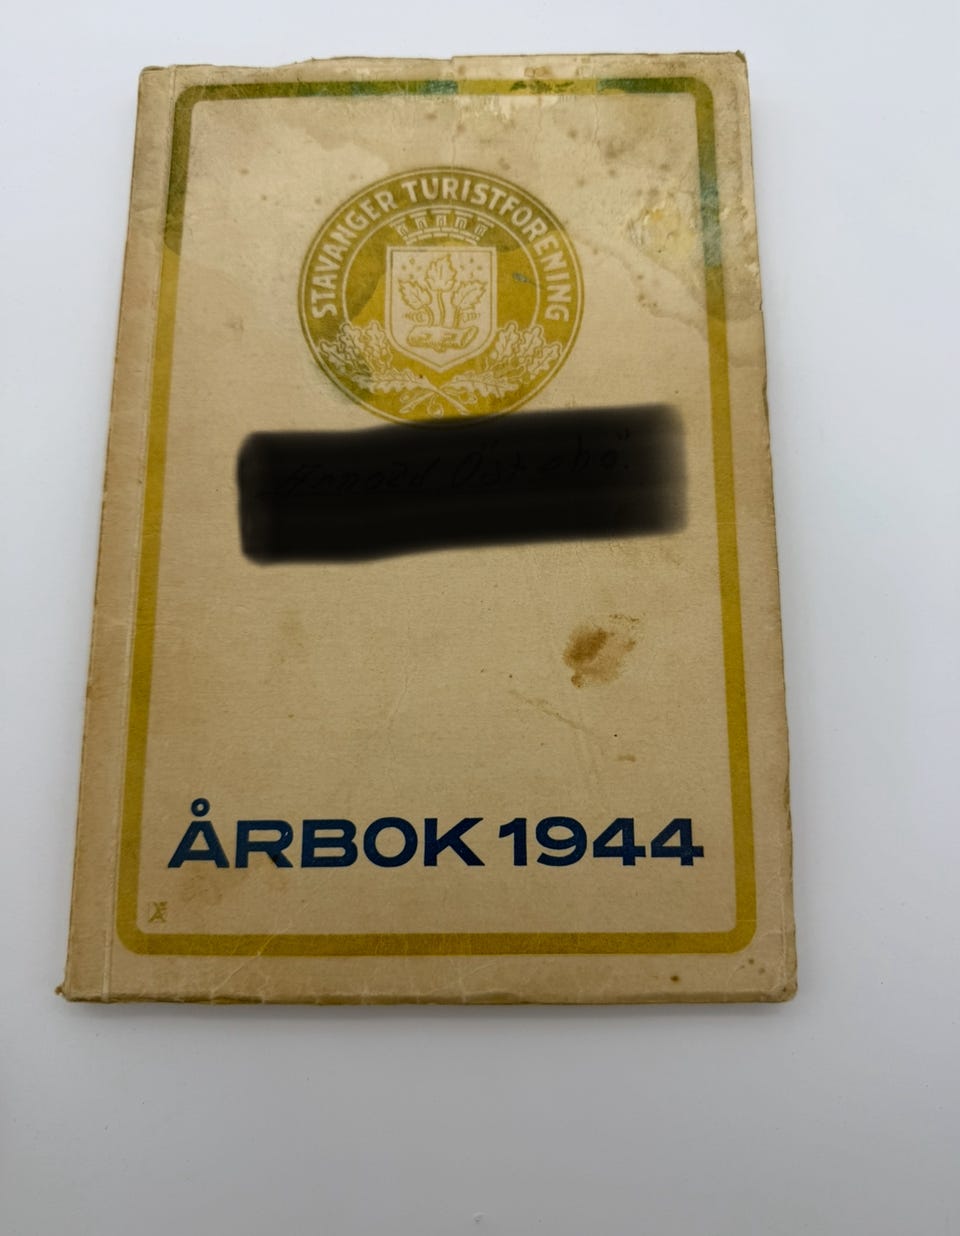 STAVANGER TURISTFORENING
ÅRBOK 1944